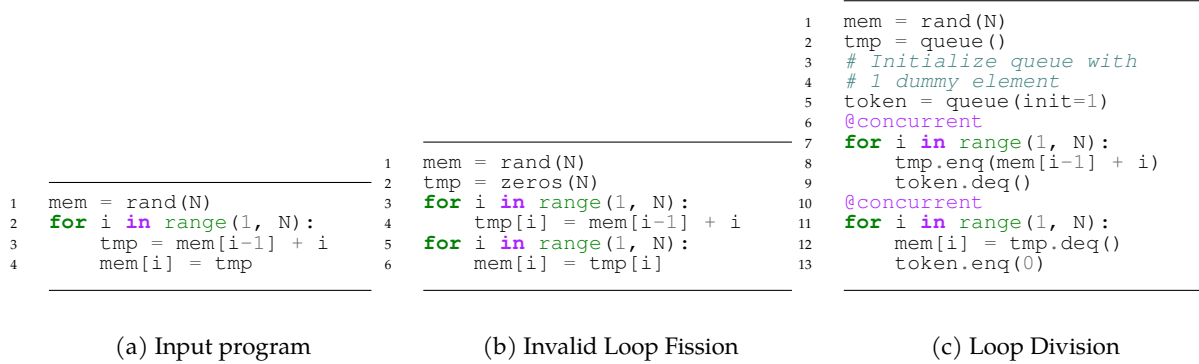 1 mem = rand(N)
2 for i in range(1, N):
3 tmp = mem[i-1] + i
4 mem[i] = tmp
(a) Input program
1 mem = rand(N)
2 tmp = zeros(N)
3 for i in range(1, N):
4 tmp[i] = mem[i-1] + i
5 for i in range(1, N):
6 mem[i] = tmp[i]
(b) Invalid Loop Fission
1 mem = rand(N)
2 tmp = queue()
3 # Initialize queue with
4 # 1 dummy element
5 token = queue(init=1)
6 @concurrent
7 for i in range(1, N):
8 tmp.enq(mem[i-1] + i)
9 token.deq()
10 @concurrent
11 for i in range(1, N):
12 mem[i] = tmp.deq()
13 token.enq(0)
(c) Loop Division